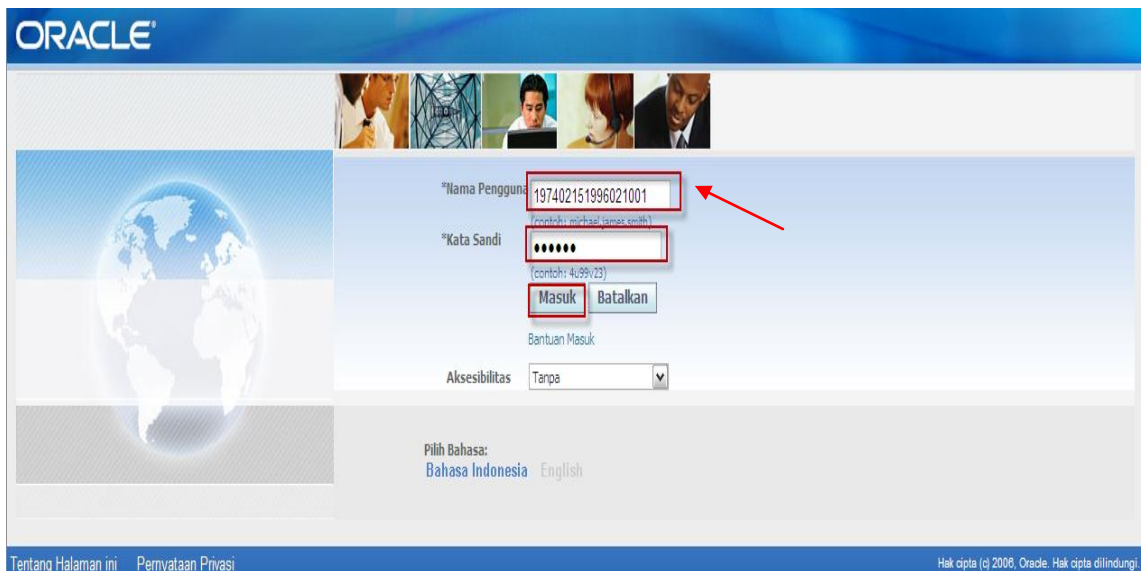 ORACLE
*Nama Pengguna 197402151996021001
(contoh: michael.james.smith)
*Kata Sandi ••••••
(contoh: 4u99v23)
Masuk Batalkan
Bantuan Masuk
Aksesibilitas Tanpa
Pilih Bahasa:
Bahasa Indonesia English
Tentang Halaman ini Pernyataan Privasi Hak cipta (c) 2006, Oracle. Hak cipta dilindungi.